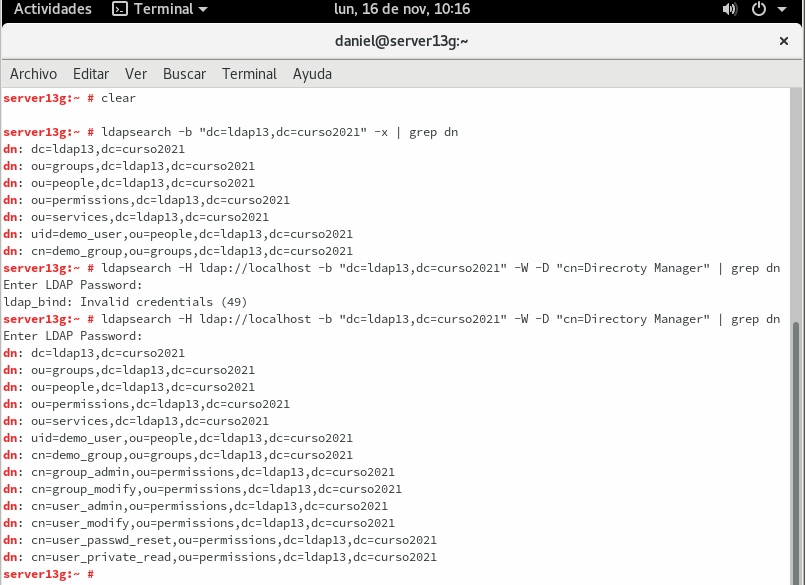 Actividades Terminal lun, 16 de nov, 10:16
daniel@server13g:~ ×
Archivo Editar Ver Buscar Terminal Ayuda
server13g:~ # clear
server13g:~ # ldapsearch -b "dc=ldap13,dc=curso2021" -x | grep dn
dn: dc=ldap13,dc=curso2021
dn: ou=groups,dc=ldap13,dc=curso2021
dn: ou=people,dc=ldap13,dc=curso2021
dn: ou=permissions,dc=ldap13,dc=curso2021
dn: ou=services,dc=ldap13,dc=curso2021
dn: uid=demo_user,ou=people,dc=ldap13,dc=curso2021
dn: cn=demo_group,ou=groups,dc=ldap13,dc=curso2021
server13g:~ # ldapsearch -H ldap://localhost -b "dc=ldap13,dc=curso2021" -W -D "cn=Direcroty Manager" | grep dn
Enter LDAP Password:
ldap_bind: Invalid credentials (49)
server13g:~ # ldapsearch -H ldap://localhost -b "dc=ldap13,dc=curso2021" -W -D "cn=Directory Manager" | grep dn
Enter LDAP Password:
dn: dc=ldap13,dc=curso2021
dn: ou=groups,dc=ldap13,dc=curso2021
dn: ou=people,dc=ldap13,dc=curso2021
dn: ou=permissions,dc=ldap13,dc=curso2021
dn: ou=services,dc=ldap13,dc=curso2021
dn: uid=demo_user,ou=people,dc=ldap13,dc=curso2021
dn: cn=demo_group,ou=groups,dc=ldap13,dc=curso2021
dn: cn=group_admin,ou=permissions,dc=ldap13,dc=curso2021
dn: cn=group_modify,ou=permissions,dc=ldap13,dc=curso2021
dn: cn=user_admin,ou=permissions,dc=ldap13,dc=curso2021
dn: cn=user_modify,ou=permissions,dc=ldap13,dc=curso2021
dn: cn=user_passwd_reset,ou=permissions,dc=ldap13,dc=curso2021
dn: cn=user_private_read,ou=permissions,dc=ldap13,dc=curso2021
server13g:~ #